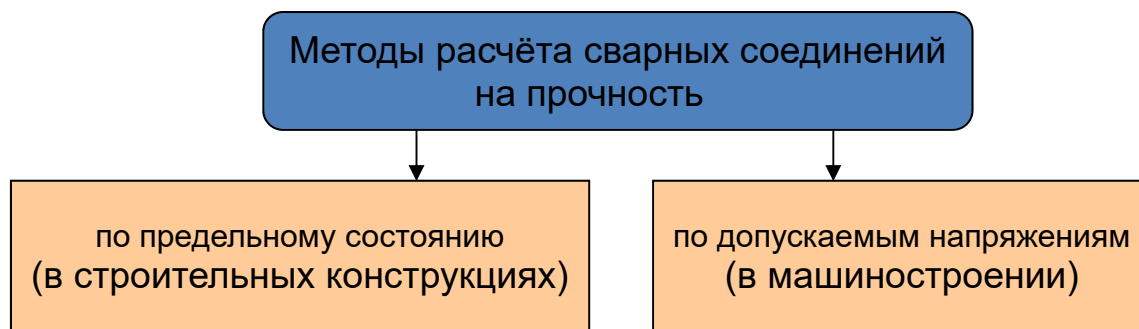 Методы расчёта сварных соединений
на прочность
по предельному состоянию
(в строительных конструкциях)
по допускаемым напряжениям
(в машиностроении)